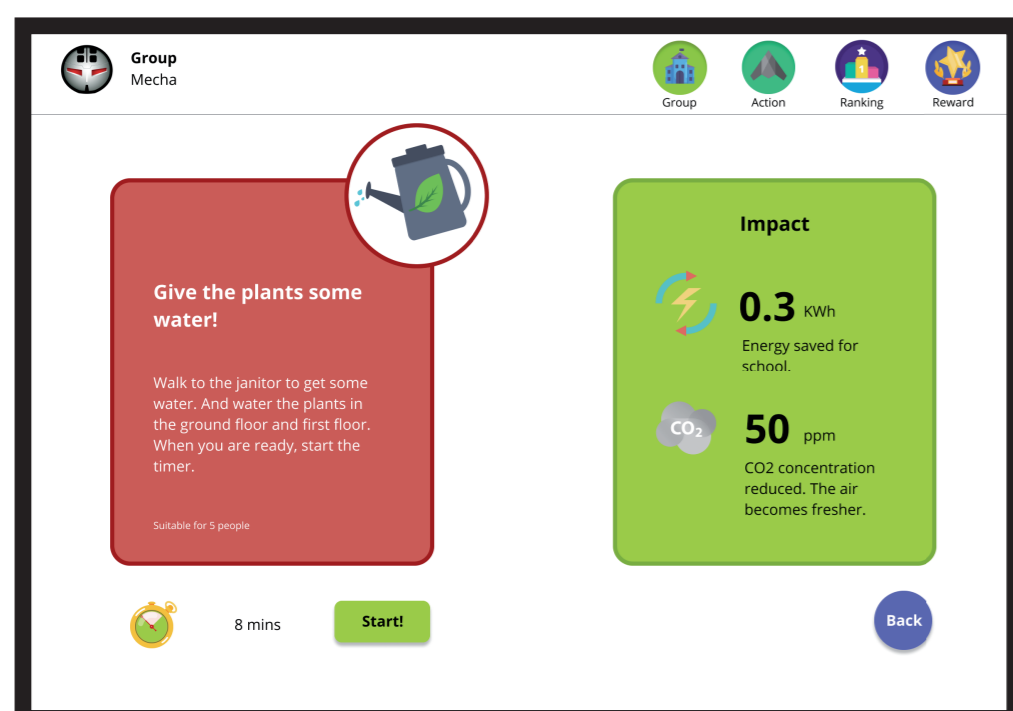 Group
Mecha
Group
Action
1
Ranking
Reward
Give the plants some
water!
Walk to the janitor to get some
water. And water the plants in
the ground floor and first floor.
When you are ready, start the
timer.
Suitable for 5 people
8 mins
Start!
Impact
0.3 KWh
Energy saved for
school.
CO₂
50 ppm
CO2 concentration
reduced. The air
becomes fresher.
Back